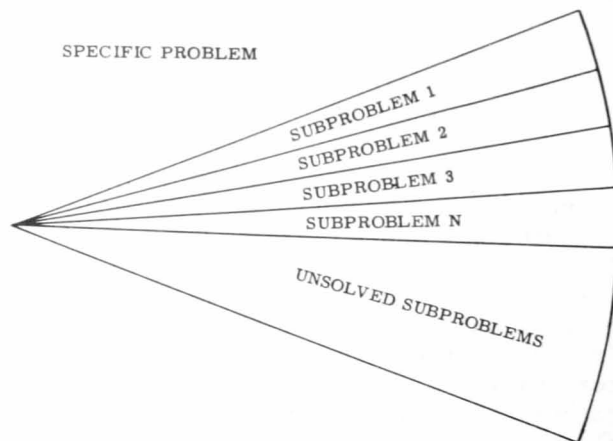 SPECIFIC PROBLEM
SUBPROBLEM 1
SUBPROBLEM 2
SUBPROBLEM 3
SUBPROBLEM N
UNSOLVED SUBPROBLEMS